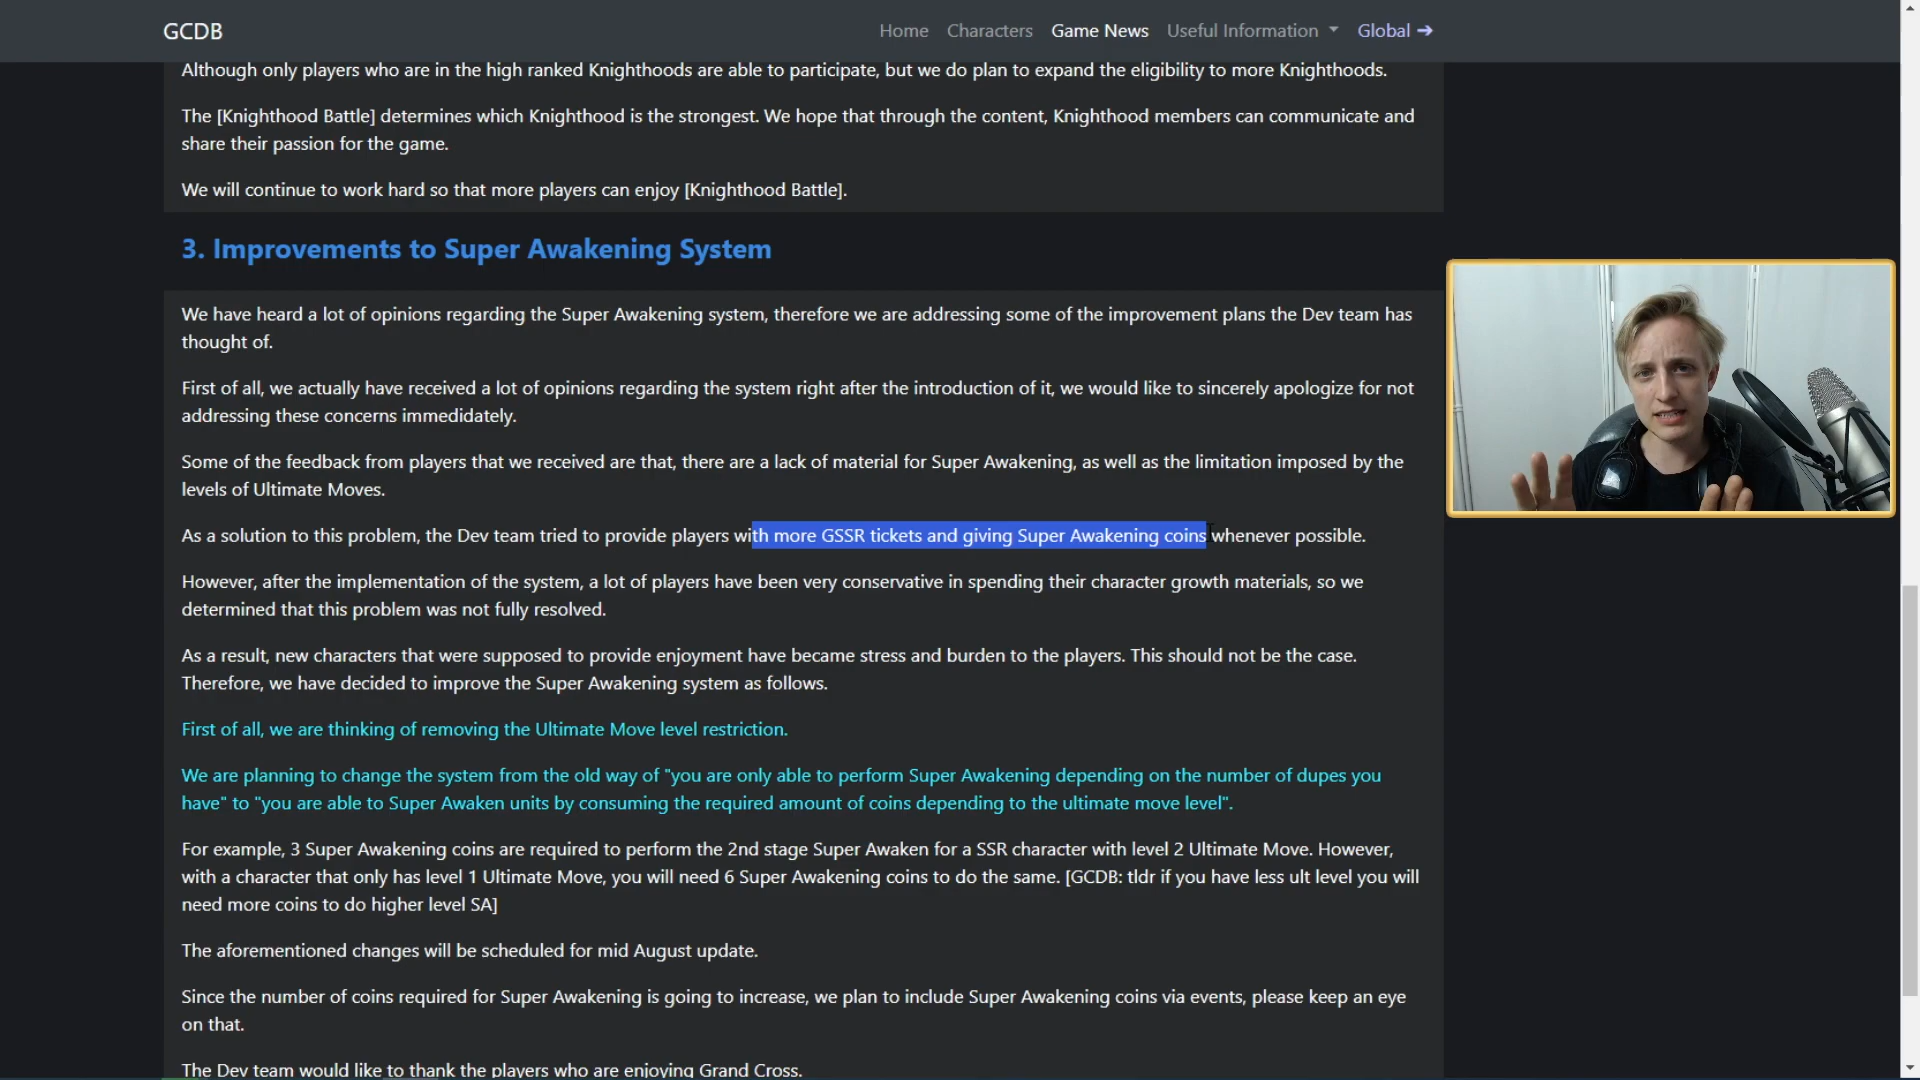 GCDB
Home Characters Game News Useful Information Global ➔
Although only players who are in the high ranked Knighthoods are able to participate, but we do plan to expand the eligibility to more Knighthoods.
The [Knighthood Battle] determines which Knighthood is the strongest. We hope that through the content, Knighthood members can communicate and
share their passion for the game.
We will continue to work hard so that more players can enjoy [Knighthood Battle].
3. Improvements to Super Awakening System
We have heard a lot of opinions regarding the Super Awakening system, therefore we are addressing some of the improvement plans the Dev team has
thought of.
First of all, we actually have received a lot of opinions regarding the system right after the introduction of it, we would like to sincerely apologize for not
addressing these concerns immedidately.
Some of the feedback from players that we received are that, there are a lack of material for Super Awakening, as well as the limitation imposed by the
levels of Ultimate Moves.
As a solution to this problem, the Dev team tried to provide players with more GSSR tickets and giving Super Awakening coins whenever possible.
However, after the implementation of the system, a lot of players have been very conservative in spending their character growth materials, so we
determined that this problem was not fully resolved.
As a result, new characters that were supposed to provide enjoyment have became stress and burden to the players. This should not be the case.
Therefore, we have decided to improve the Super Awakening system as follows.
First of all, we are thinking of removing the Ultimate Move level restriction.
We are planning to change the system from the old way of "you are only able to perform Super Awakening depending on the number of dupes you
have" to "you are able to Super Awaken units by consuming the required amount of coins depending to the ultimate move level".
For example, 3 Super Awakening coins are required to perform the 2nd stage Super Awaken for a SSR character with level 2 Ultimate Move. However,
with a character that only has level 1 Ultimate Move, you will need 6 Super Awakening coins to do the same. [GCDB: tldr if you have less ult level you will
need more coins to do higher level SA]
The aforementioned changes will be scheduled for mid August update.
Since the number of coins required for Super Awakening is going to increase, we plan to include Super Awakening coins via events, please keep an eye
on that.
The Dev team would like to thank the players who are enjoying Grand Cross.